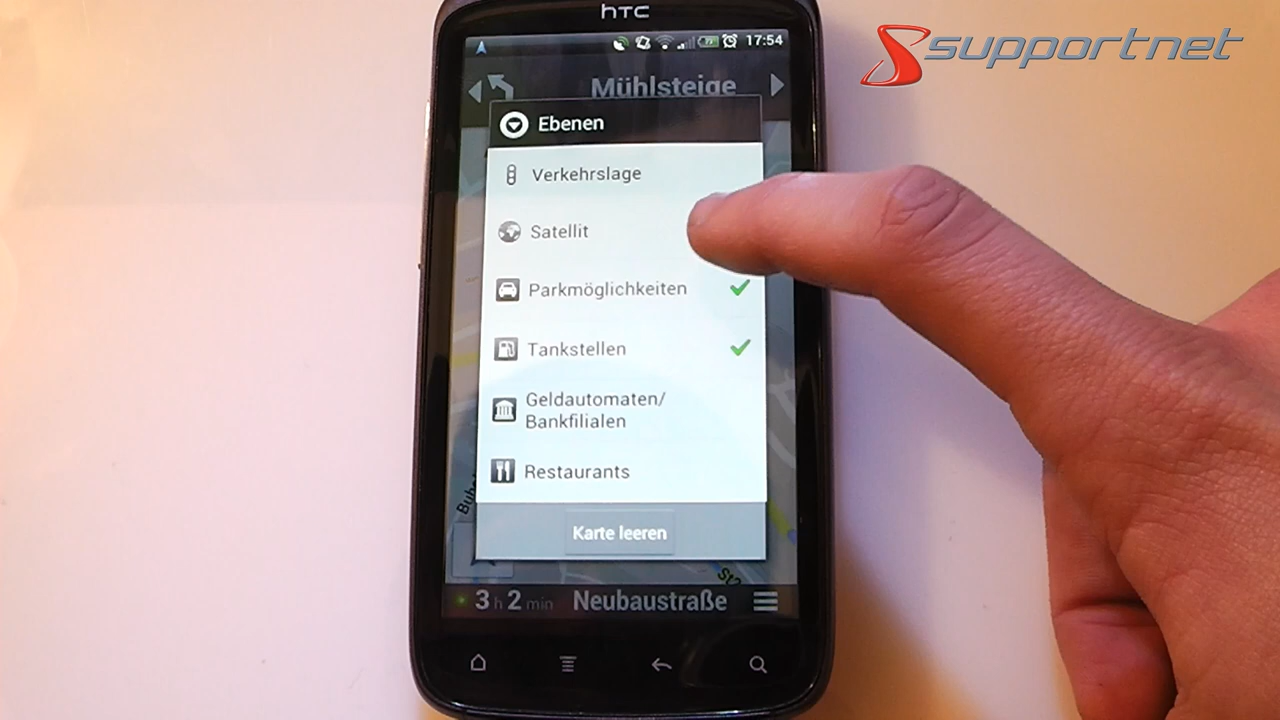 hTC
supportnet
17:54
Mühlsteige
Ebenen
Verkehrslage
Satellit
Parkmöglichkeiten
Tankstellen
Geldautomaten/
Bankfilialen
Restaurants
Karte leeren
St2
3 h 2 min Neubaustraße